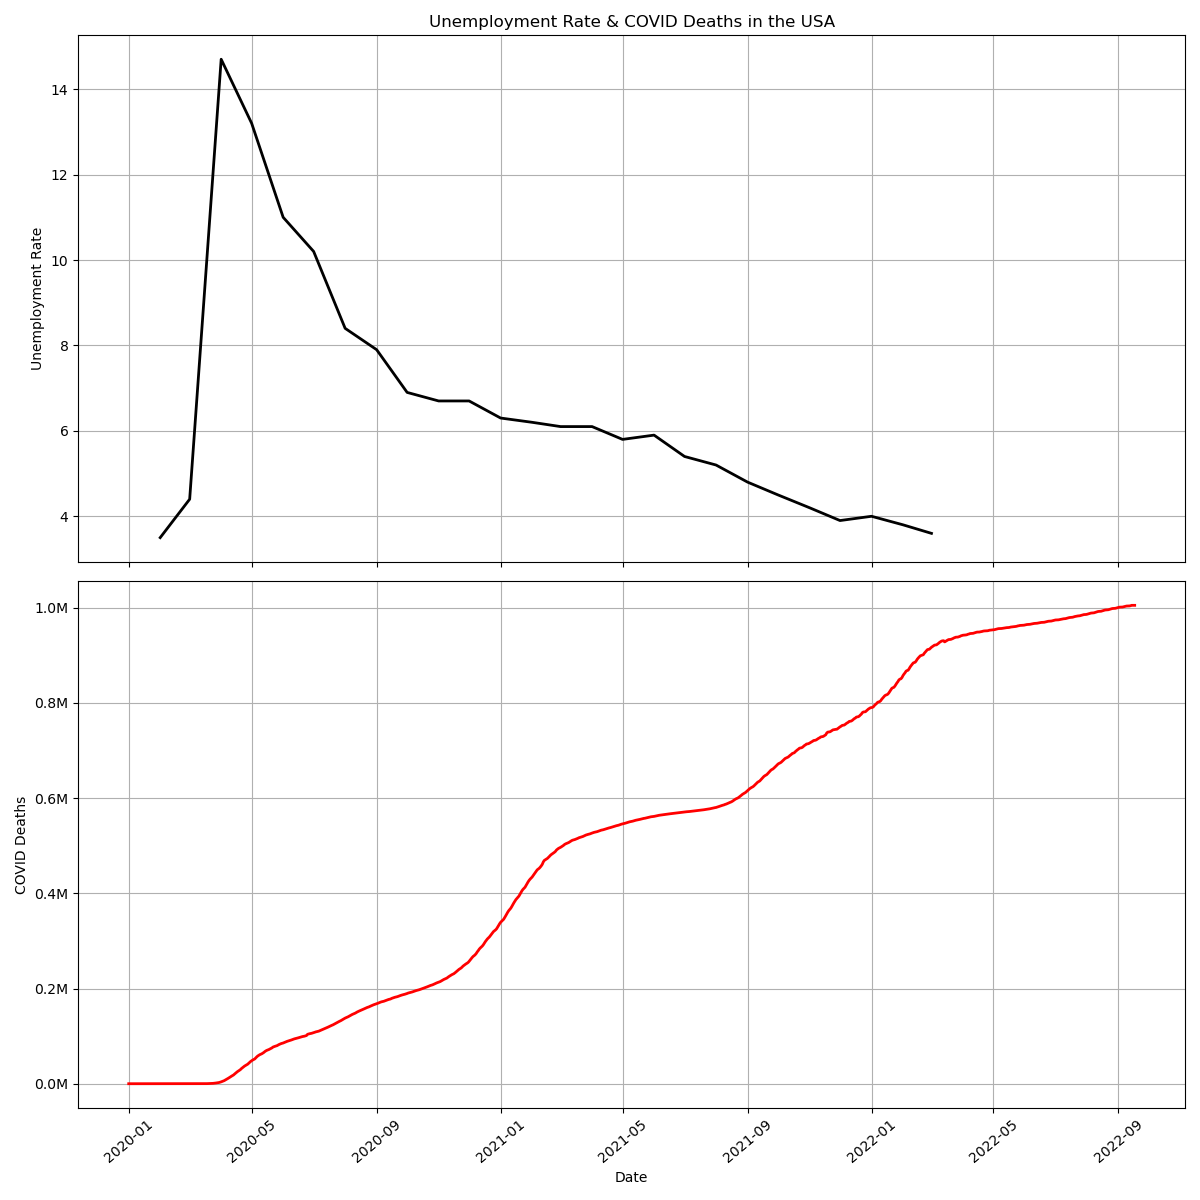 Unemployment Rate & COVID Deaths in the USA
Unemployment Rate
14
12
10
8
6
4
COVID Deaths
1.0M
0.8M
0.6M
0.4M
0.2M
0.0M
2020-01
2020-05
2020-09
2021-01
2021-05
2021-09
2022-01
2022-05
2022-09
Date